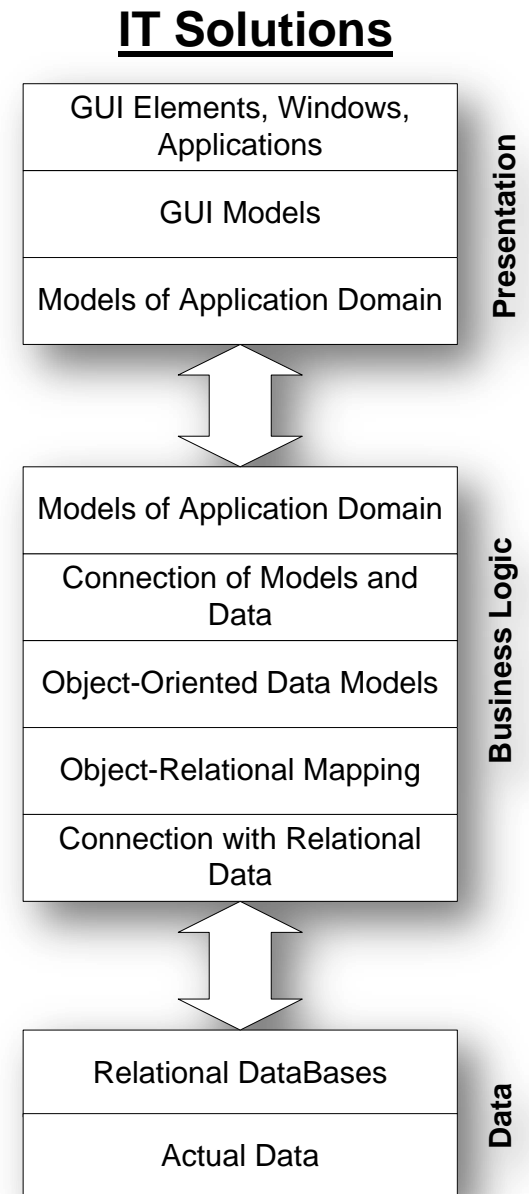 IT Solutions
GUI Elements, Windows,
Applications
GUI Models
Models of Application Domain
Presentation
Models of Application Domain
Connection of Models and
Data
Object-Oriented Data Models
Object-Relational Mapping
Connection with Relational
Data
Business Logic
Relational DataBases
Actual Data
Data